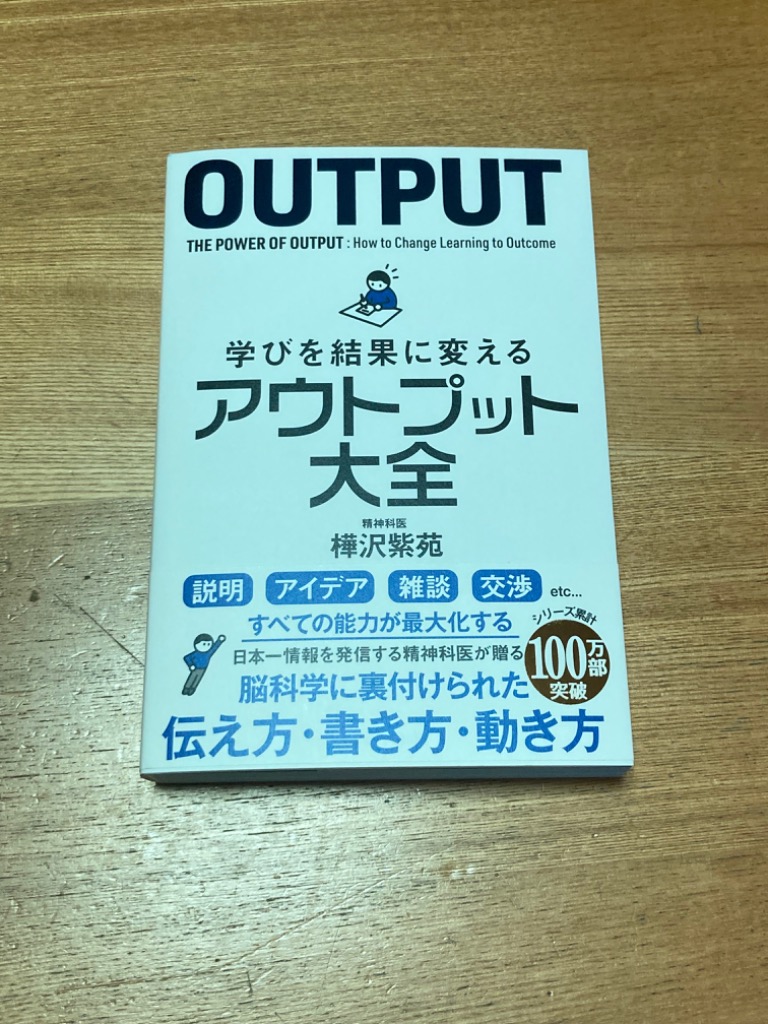 OUTPUT
THE POWER OF OUTPUT : How to Change Learning to Outcome
学びを結果に変える
アウトプット
大全
精神科医
樺沢紫苑
説明 アイデア 雑談 交渉 etc...
すべての能力が最大化する
シリーズ累計
100万部
突破
日本一情報を発信する精神科医が贈る
脳科学に裏付けられた
伝え方・書き方・動き方